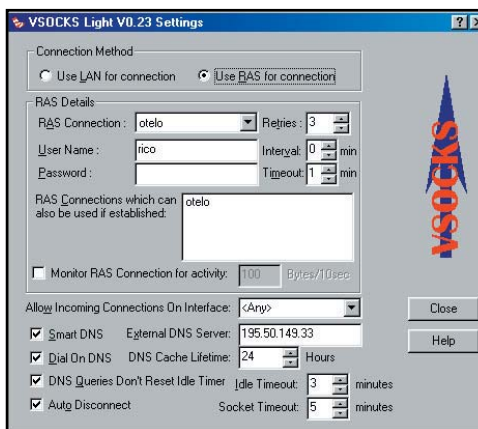 VSOCKS Light V0.23 Settings
Connection Method
Use LAN for connection
Use RAS for connection
RAS Details
RAS Connection : otelo Retries : 3
User Name : rico Interval: 0 min
Password : Timeout: 1 min
RAS Connections which can also be used if established:
otelo
Monitor RAS Connection for activity: 100 Bytes/10sec
Allow Incoming Connections On Interface: <Any>
Smart DNS External DNS Server: 195.50.149.33
Dial On DNS DNS Cache Lifetime: 24 Hours
DNS Queries Don't Reset Idle Timer Idle Timeout: 3 minutes
Auto Disconnect Socket Timeout: 5 minutes
VSOCKS
Close
Help